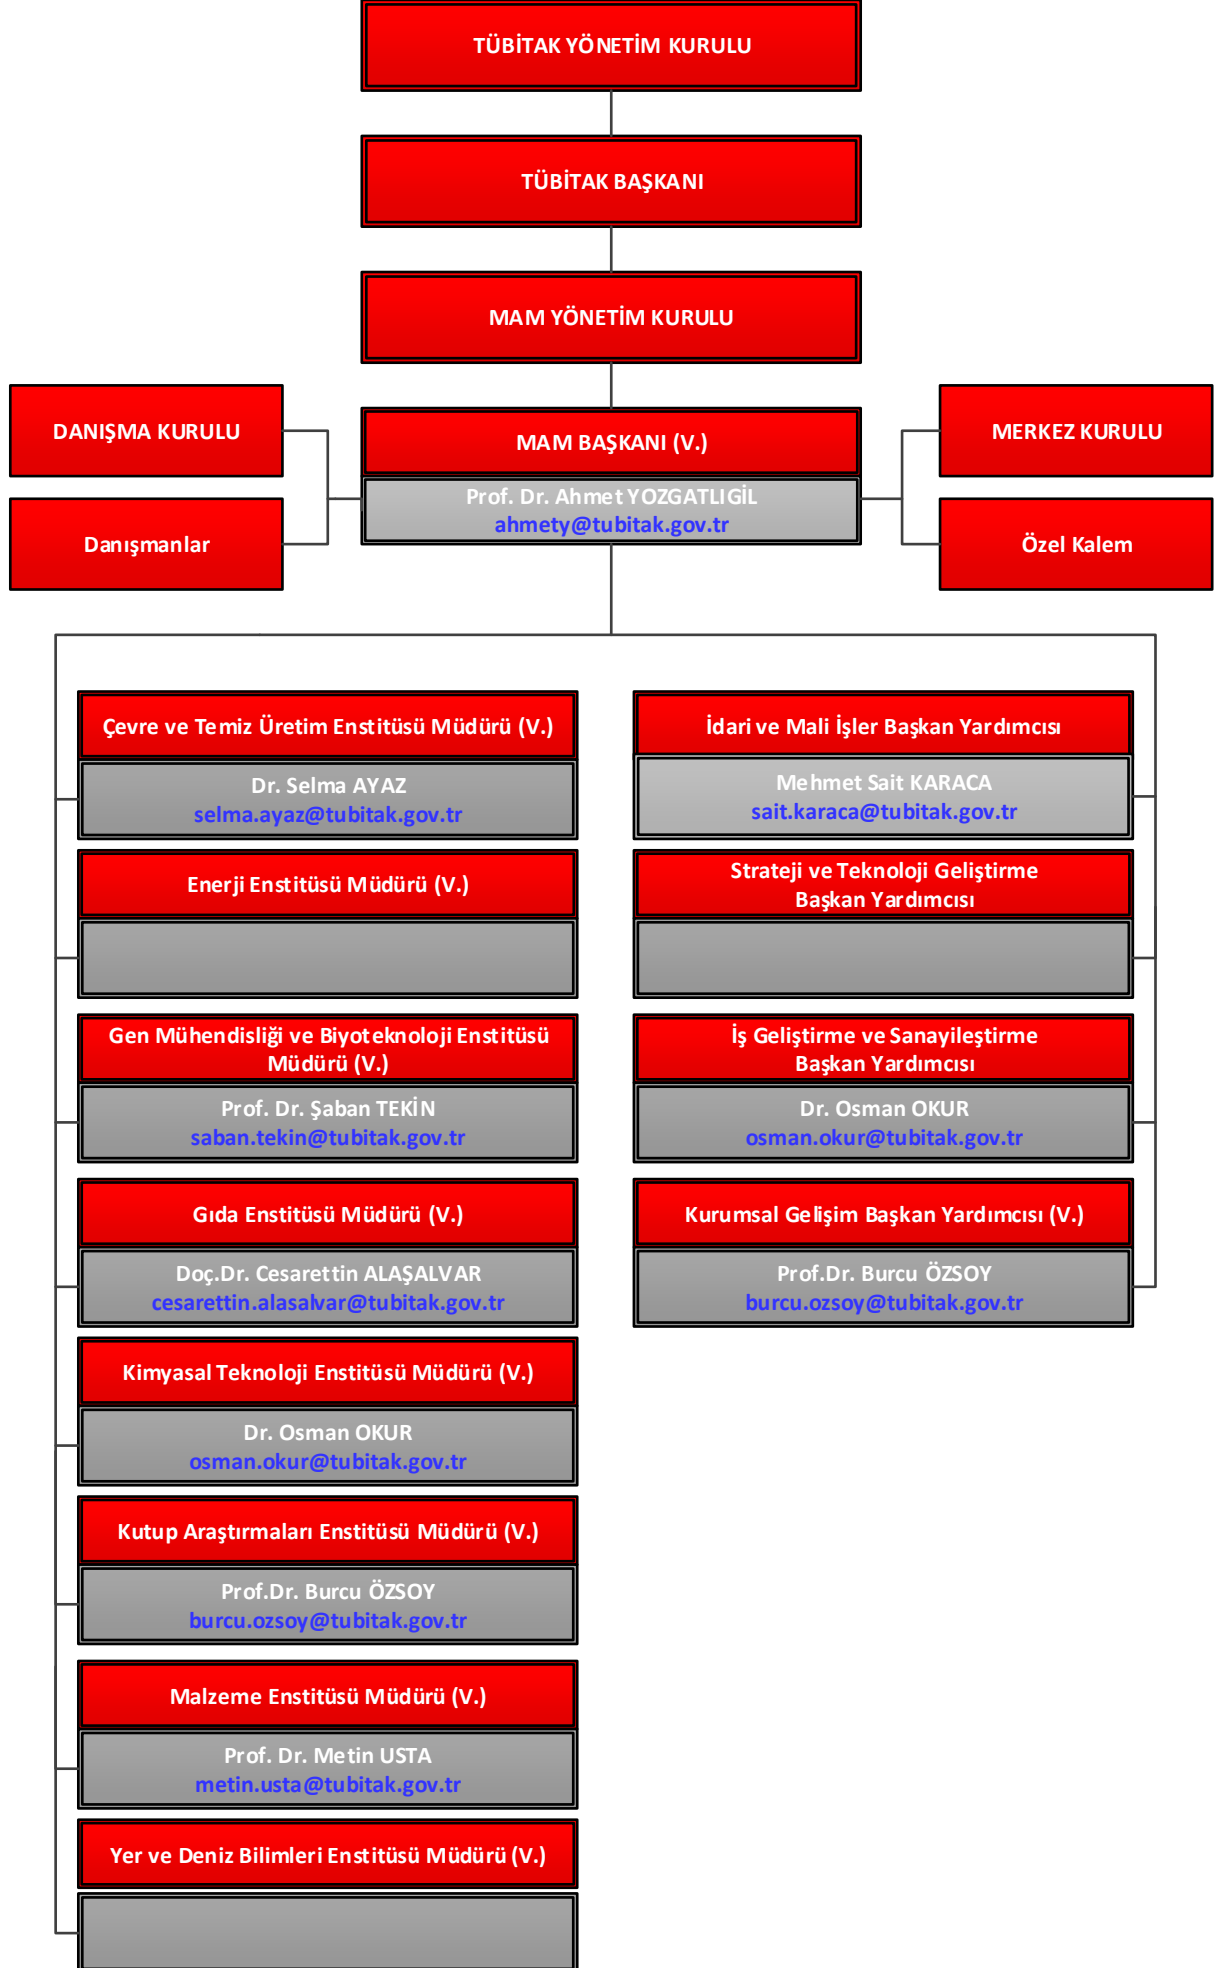 TÜBİTAK YÖNETİM KURULU
TÜBİTAK BAŞKANI
MAM YÖNETİM KURULU
DANIŞMA KURULU
MAM BAŞKANI (V.)
MERKEZ KURULU
Prof. Dr. Ahmet YOZGATLIGİL
ahmety@tubitak.gov.tr
Danışmanlar
Özel Kalem
Çevre ve Temiz Üretim Enstitüsü Müdürü (V.)
Dr. Selma AYAZ
selma.ayaz@tubitak.gov.tr
Enerji Enstitüsü Müdürü (V.)
Gen Mühendisliği ve Biyoteknoloji Enstitüsü
Müdürü (V.)
Prof. Dr. Şaban TEKİN
saban.tekin@tubitak.gov.tr
Gıda Enstitüsü Müdürü (V.)
Doç.Dr. Cesarettin ALAŞALVAR
cesarettin.alasalvar@tubitak.gov.tr
Kimyasal Teknoloji Enstitüsü Müdürü (V.)
Dr. Osman OKUR
osman.okur@tubitak.gov.tr
Kutup Araştırmaları Enstitüsü Müdürü (V.)
Prof.Dr. Burcu ÖZSOY
burcu.ozsoy@tubitak.gov.tr
Malzeme Enstitüsü Müdürü (V.)
Prof. Dr. Metin USTA
metin.usta@tubitak.gov.tr
Yer ve Deniz Bilimleri Enstitüsü Müdürü (V.)
İdari ve Mali İşler Başkan Yardımcısı
Mehmet Sait KARACA
sait.karaca@tubitak.gov.tr
Strateji ve Teknoloji Geliştirme
Başkan Yardımcısı
İş Geliştirme ve Sanayileştirme
Başkan Yardımcısı
Dr. Osman OKUR
osman.okur@tubitak.gov.tr
Kurumsal Gelişim Başkan Yardımcısı (V.)
Prof.Dr. Burcu ÖZSOY
burcu.ozsoy@tubitak.gov.tr